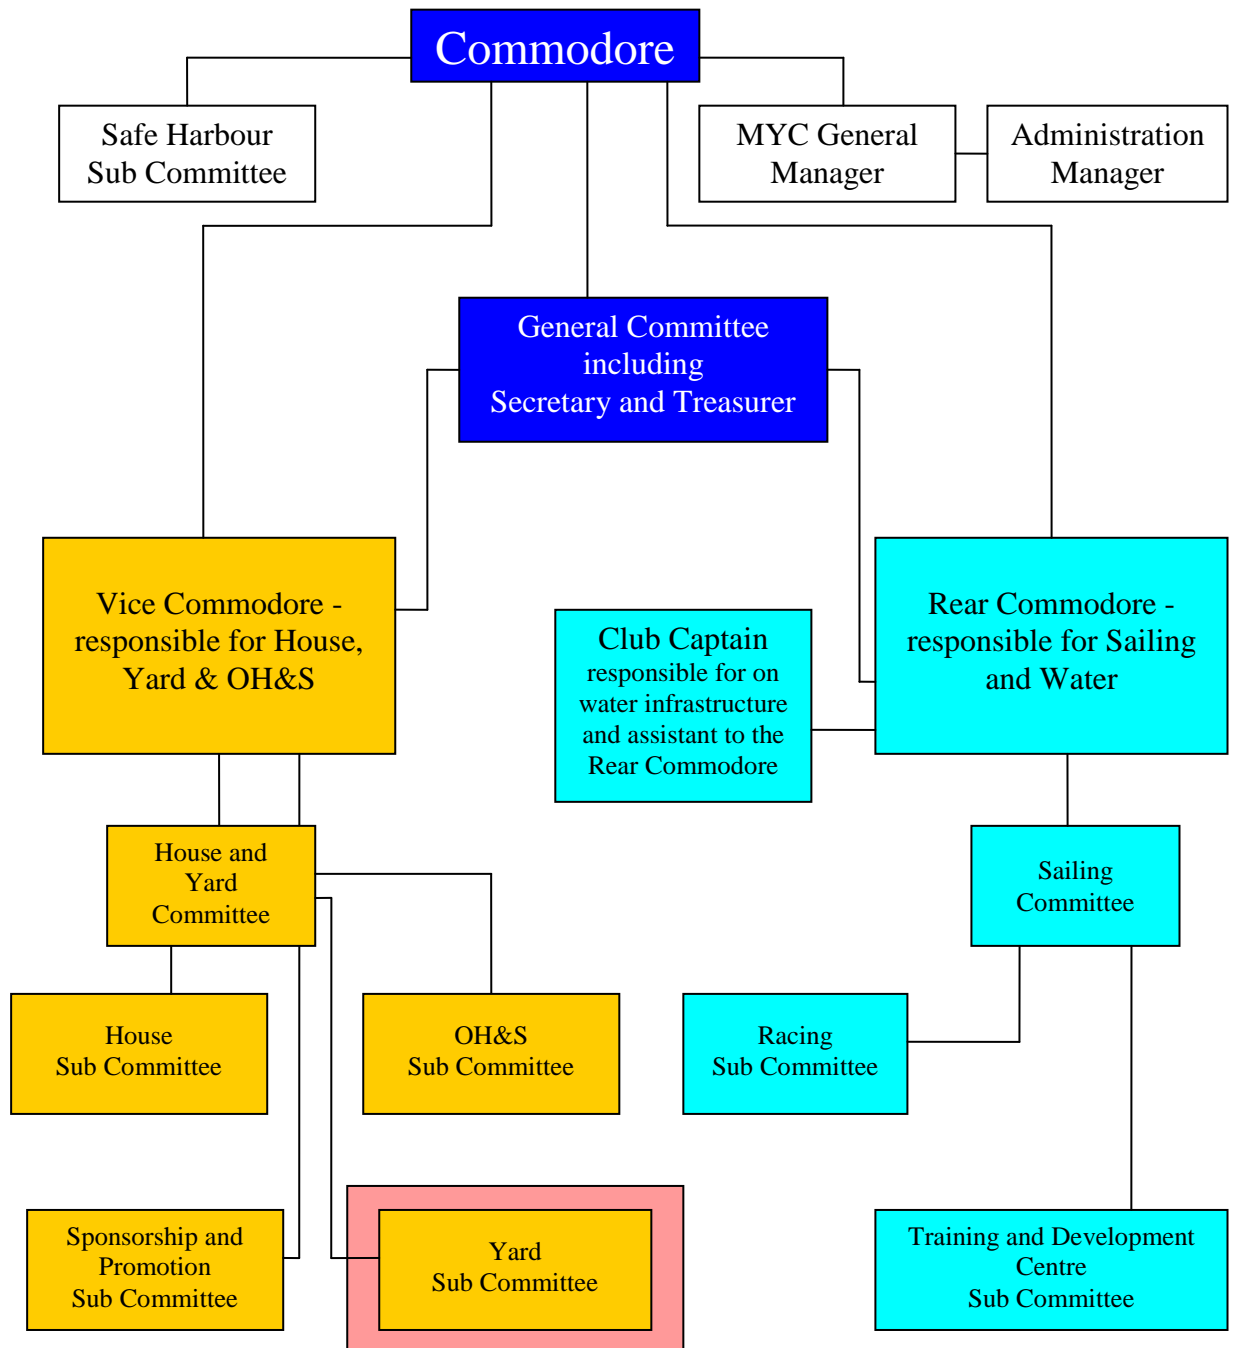 Commodore
Safe Harbour
Sub Committee
MYC General
Manager
Administration
Manager
General Committee
including
Secretary and Treasurer
Vice Commodore -
responsible for House,
Yard & OH&S
Club Captain
responsible for on
water infrastructure
and assistant to the
Rear Commodore
Rear Commodore -
responsible for Sailing
and Water
House and
Yard
Committee
Sailing
Committee
House
Sub Committee
OH&S
Sub Committee
Racing
Sub Committee
Sponsorship and
Promotion
Sub Committee
Yard
Sub Committee
Training and Development
Centre
Sub Committee